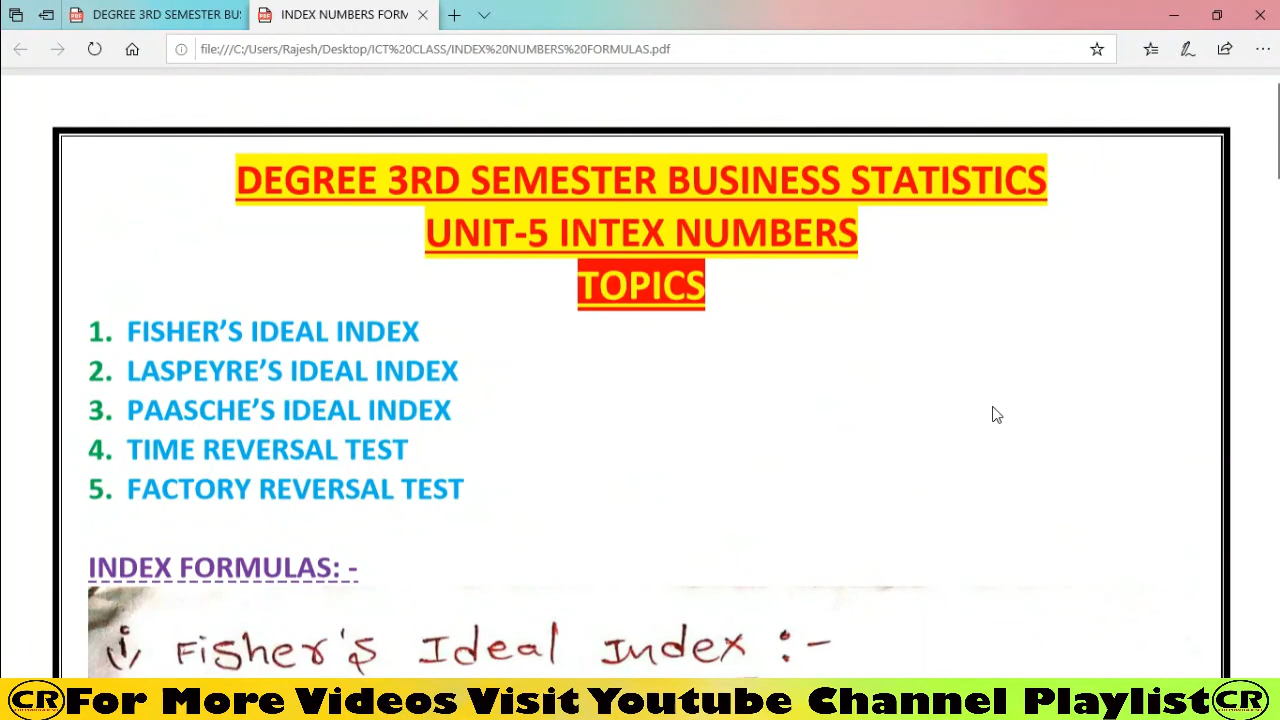 DEGREE 3RD SEMESTER BUS
INDEX NUMBERS FORM
file:///C:/Users/Rajesh/Desktop/ICT%20CLASS/INDEX%20NUMBERS%20FORMULAS.pdf
DEGREE 3RD SEMESTER BUSINESS STATISTICS
UNIT-5 INTEX NUMBERS
TOPICS
1. FISHER'S IDEAL INDEX
2. LASPEYRE'S IDEAL INDEX
3. PAASCHE'S IDEAL INDEX
4. TIME REVERSAL TEST
5. FACTORY REVERSAL TEST
INDEX FORMULAS: -
i, Fisher's Ideal Index :-
CR For More Videos Visit Youtube Channel Playlist CR